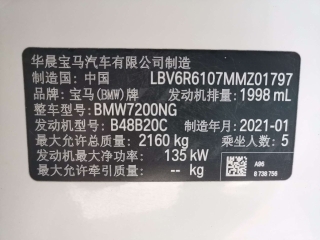 华晨宝马汽车有限公司制造
制造国：中国 LBV6R6107MMZ01797
品牌：宝马(BMW)牌 发动机排量：1998 mL
整车型号：BMW7200NG
发动机型号：B48B20C 制造年月：2021-01
最大允许总质量：2160 kg 乘坐人数：5
发动机最大净功率：135 kW
最大允许牵引质量：-- kg
A96
8 738 756